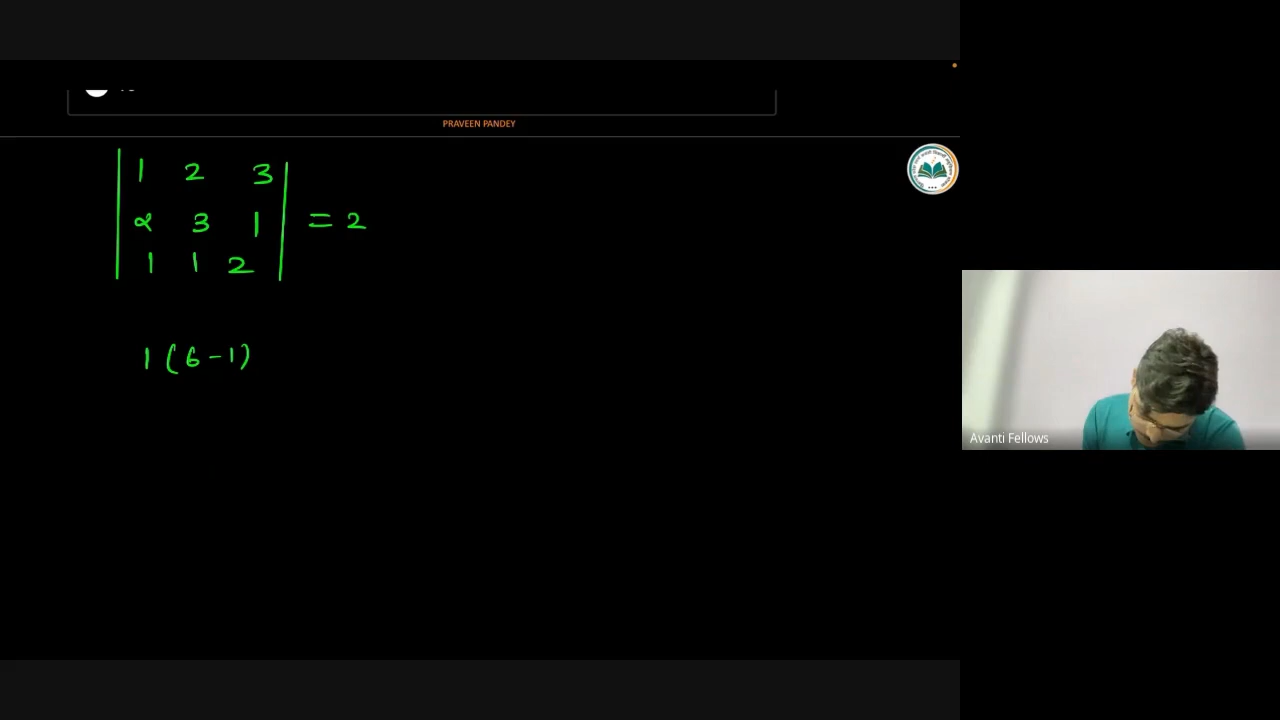 PRAVEEN PANDEY
1 2 3
α 3 1 = 2
1 1 2
1 (6 - 1)
Avanti Fellows